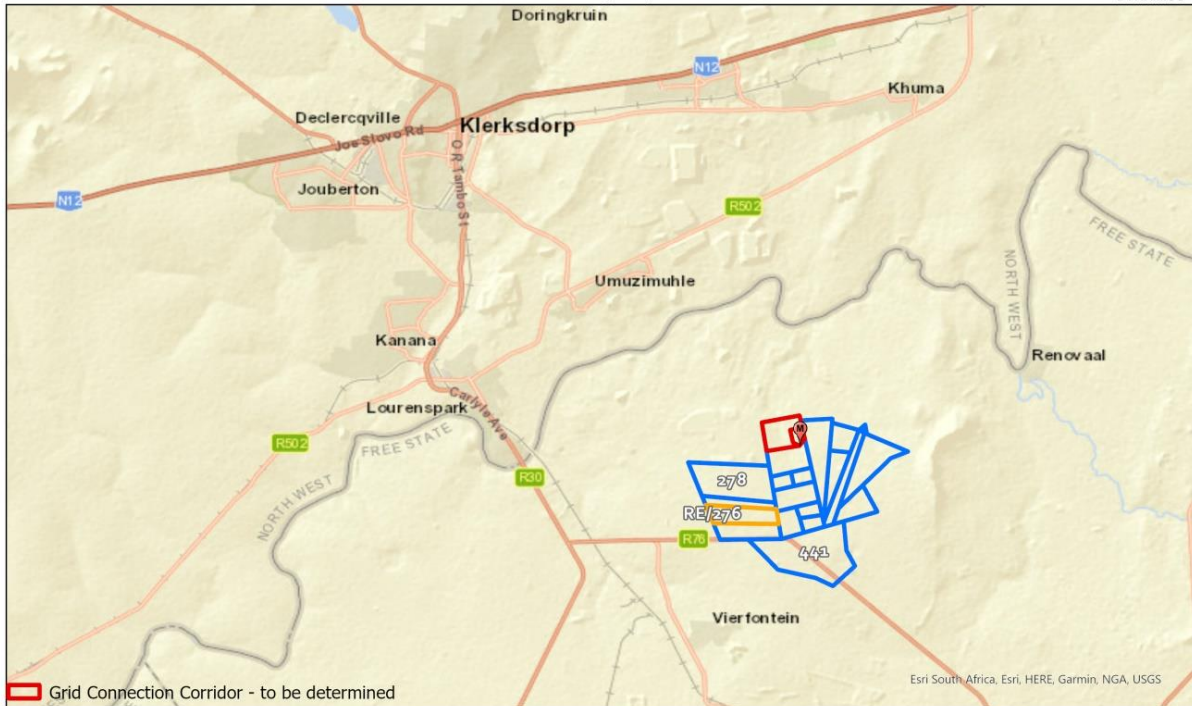 Doringkruin
N12
Khuma
Declercqville
Klerksdorp
Joe Slovo Rd
Jouberton
O R Tambo St
N12
R502
FREE STATE
NORTH WEST
Umuzimuhle
Kanana
Renovaal
Lourenspark
Carlyle Ave
R502
FREE STATE
NORTH WEST
R30
M
278
RE/276
R76
441
Vierfontein
Esri South Africa, Esri, HERE, Garmin, NGA, USGS
Grid Connection Corridor - to be determined